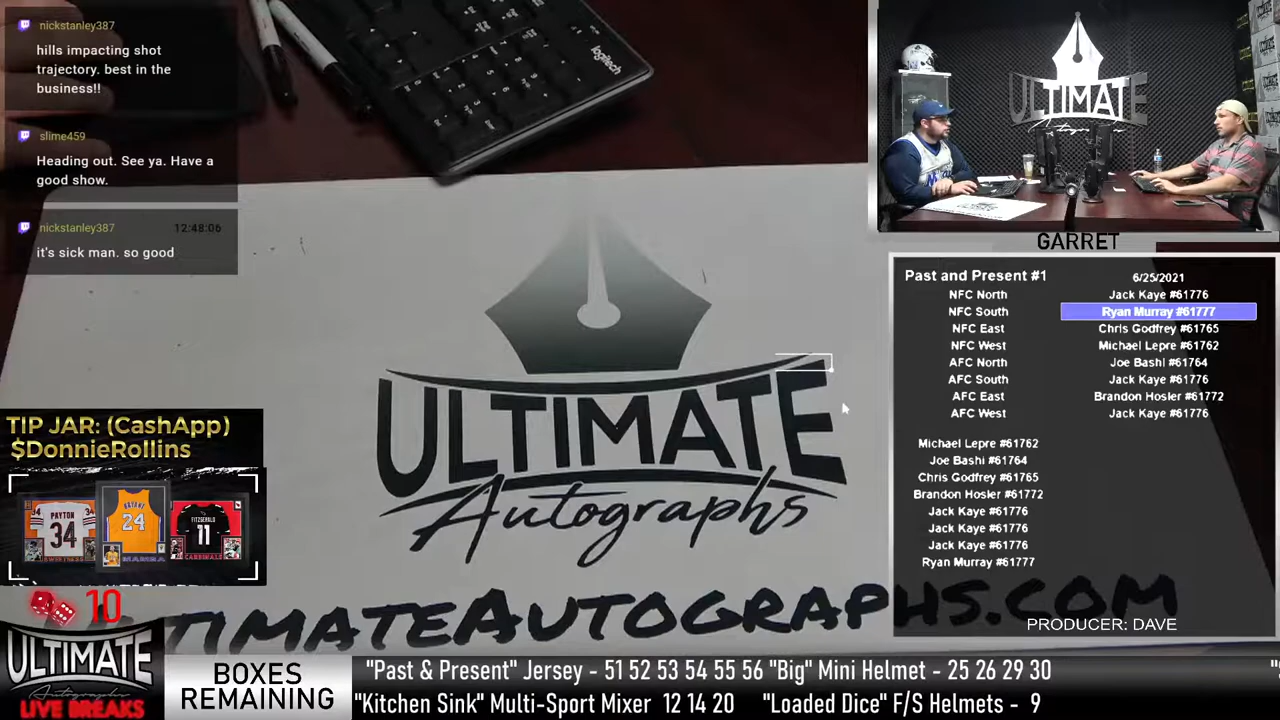 nickstanley387
hills impacting shot
trajectory. best in the
business!!
slime459
Heading out. See ya. Have a
good show.
nickstanley387 12:48:06
it's sick man. so good
logitech
ULTIMATE
Autographs
ULTIMATE
GARRET
Past and Present #1 6/25/2021
NFC North Jack Kaye #61776
NFC South Ryan Murray #61777
NFC East Chris Godfrey #61765
NFC West Michael Lepre #61762
AFC North Joe Bashi #61764
AFC South Jack Kaye #61776
AFC East Brandon Hosler #61772
AFC West Jack Kaye #61776
Michael Lepre #61762
Joe Bashi #61764
Chris Godfrey #61765
Brandon Hosler #61772
Jack Kaye #61776
Jack Kaye #61776
Jack Kaye #61776
Ryan Murray #61777
PRODUCER: DAVE
TIP JAR: (CashApp)
$DonnieRollins
PAYTON
34
BRYANT
24
FITZGERALD
11
CARDINALS
10
TIMATEAUTOGRAPHS.COM
ULTIMATE
Autographs
LIVE BREAKS
BOXES
REMAINING
"Past & Present" Jersey - 51 52 53 54 55 56 "Big" Mini Helmet - 25 26 29 30
"Kitchen Sink" Multi-Sport Mixer 12 14 20 "Loaded Dice" F/S Helmets - 9